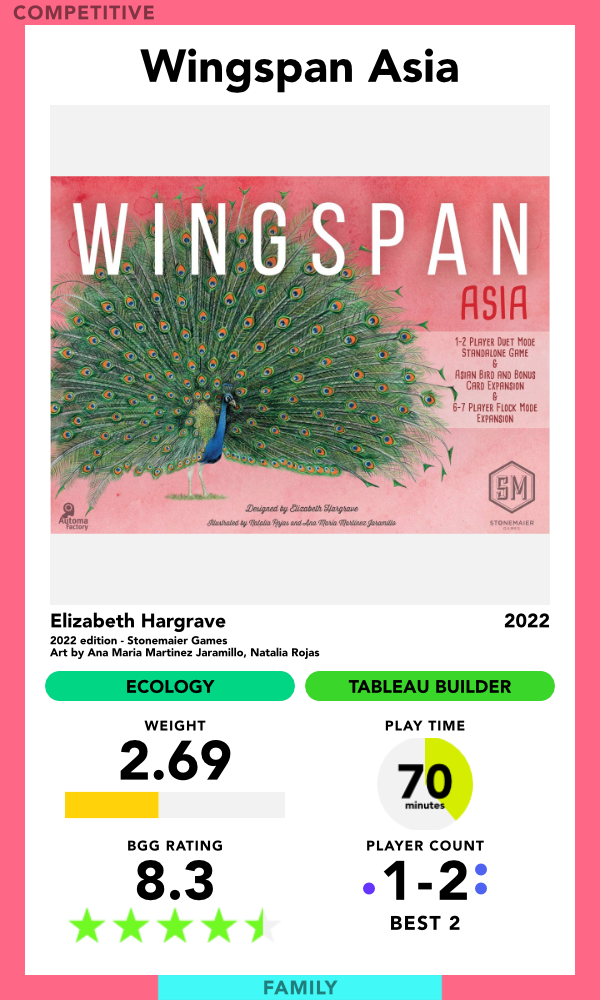 COMPETITIVE
Wingspan Asia
WINGSPAN
ASIA
1-2 Player Duet Mode
Standalone Game
&
Asian Bird and Bonus
Card Expansion
&
6-7 Player Flock Mode
Expansion
SM
STONEMAIER
GAMES
Automa
Factory
Designed by Elizabeth Hargrave
Illustrated by Natalia Rojas and Ana Maria Martinez Jaramillo
Elizabeth Hargrave 2022
2022 edition - Stonemaier Games
Art by Ana Maria Martinez Jaramillo, Natalia Rojas
ECOLOGY TABLEAU BUILDER
WEIGHT PLAY TIME
2.69 70
minutes
BGG RATING PLAYER COUNT
8.3 1-2
BEST 2
FAMILY